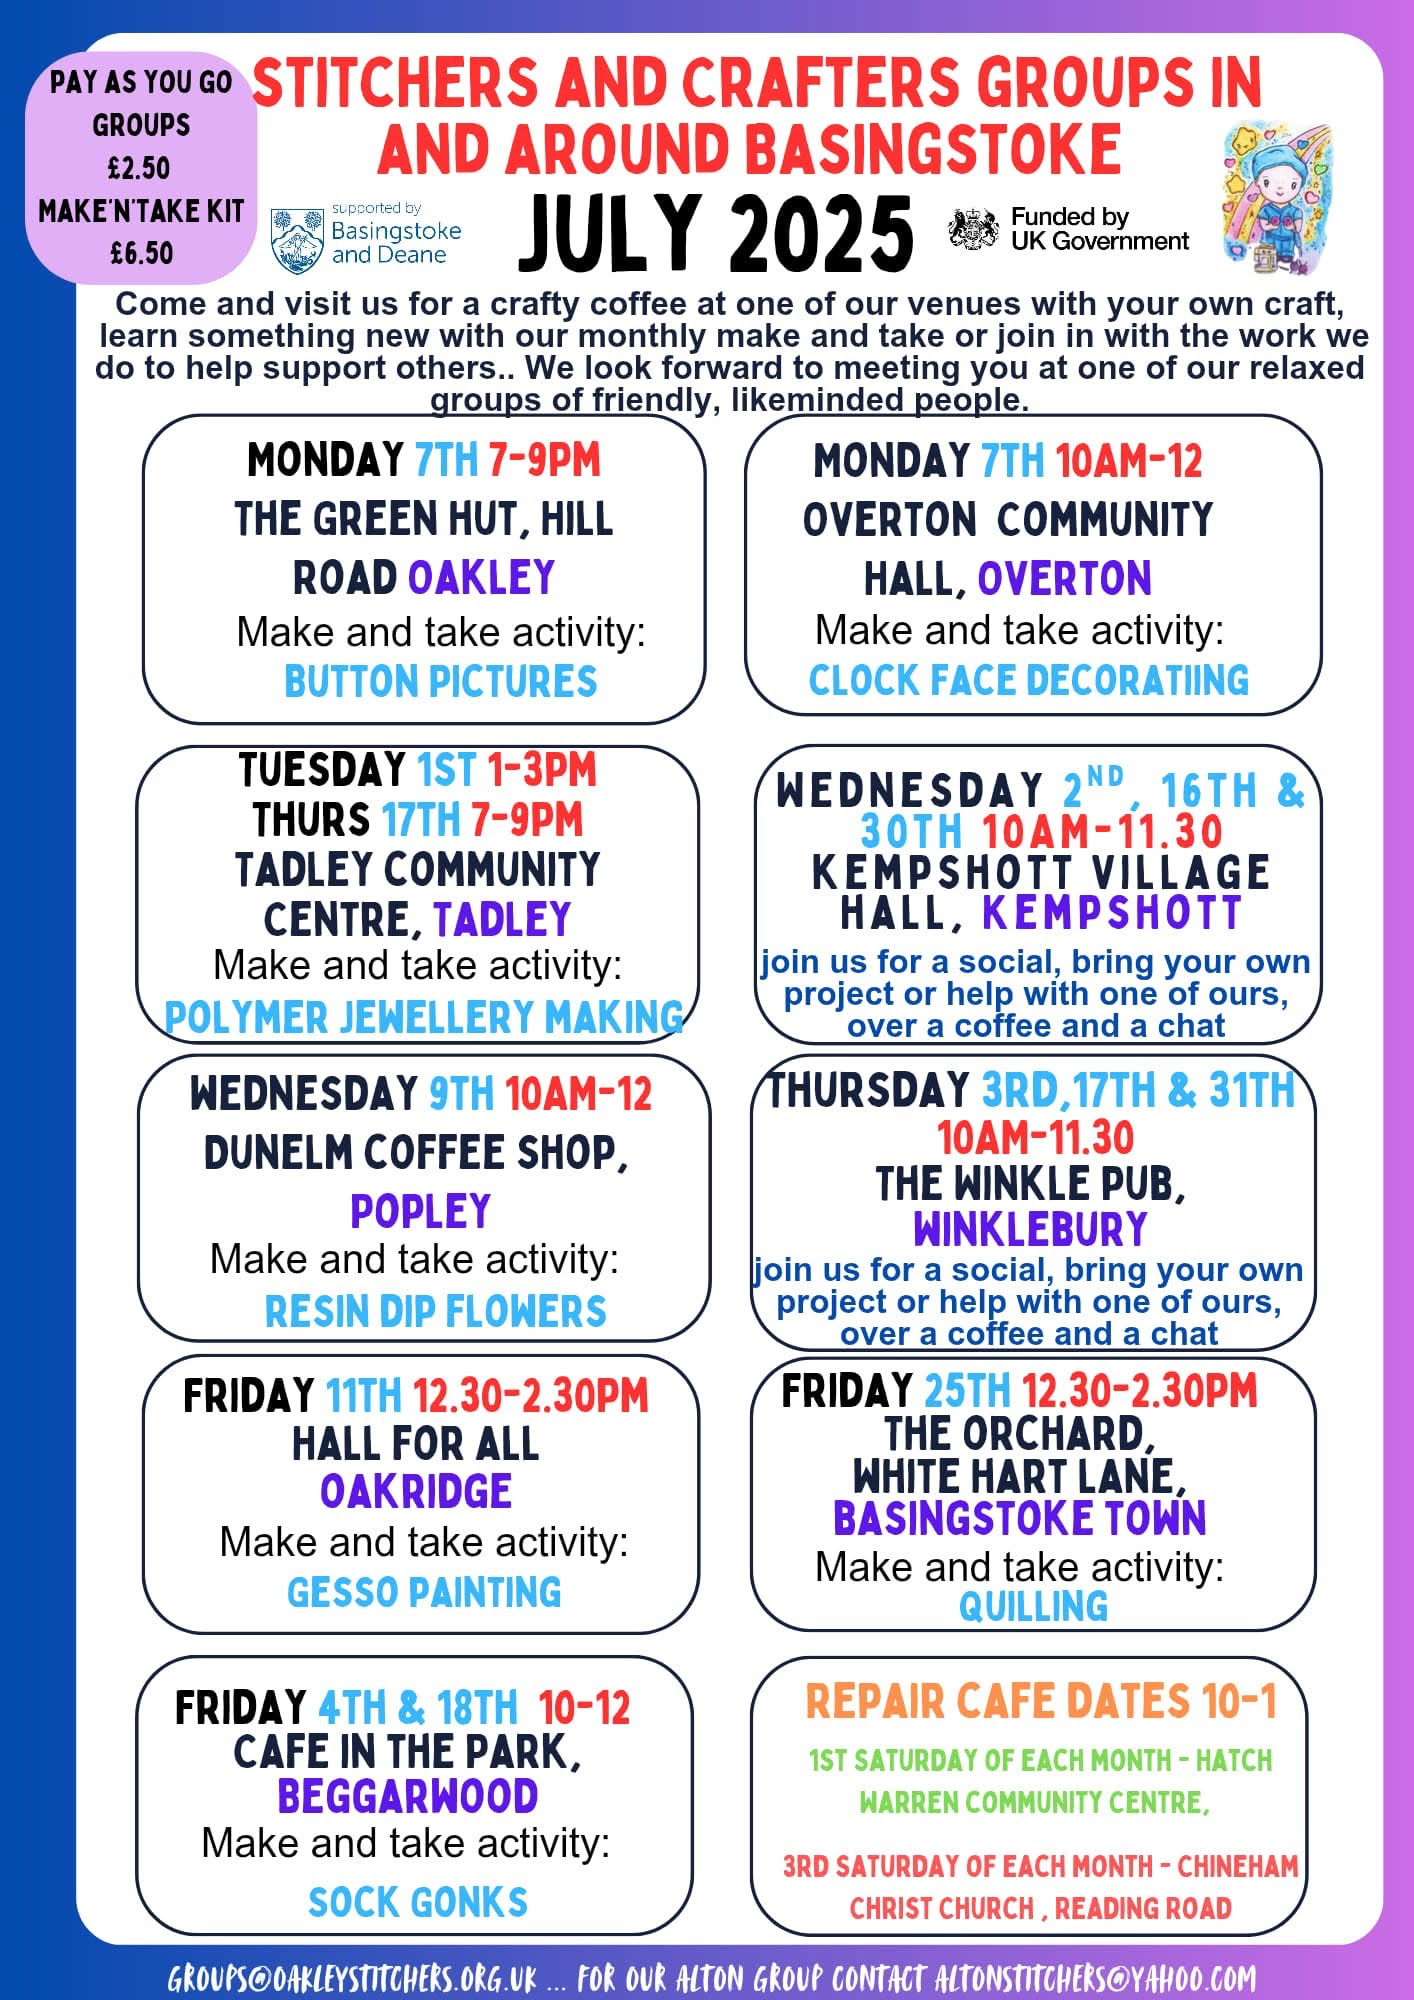 PAY AS YOU GO
GROUPS
£2.50
MAKE'N'TAKE KIT
£6.50
STITCHERS AND CRAFTERS GROUPS IN
AND AROUND BASINGSTOKE
JULY 2025
supported by
Basingstoke
and Deane
Funded by
UK Government
Come and visit us for a crafty coffee at one of our venues with your own craft,
learn something new with our monthly make and take or join in with the work we
do to help support others.. We look forward to meeting you at one of our relaxed
groups of friendly, likeminded people.
MONDAY 7TH 7-9PM
THE GREEN HUT, HILL
ROAD OAKLEY
Make and take activity:
BUTTON PICTURES
MONDAY 7TH 10AM-12
OVERTON COMMUNITY
HALL, OVERTON
Make and take activity:
CLOCK FACE DECORATIING
TUESDAY 1ST 1-3PM
THURS 17TH 7-9PM
TADLEY COMMUNITY
CENTRE, TADLEY
Make and take activity:
POLYMER JEWELLERY MAKING
WEDNESDAY 2ND, 16TH &
30TH 10AM-11.30
KEMPSHOTT VILLAGE
HALL, KEMPSHOTT
join us for a social, bring your own
project or help with one of ours,
over a coffee and a chat
WEDNESDAY 9TH 10AM-12
DUNELM COFFEE SHOP,
POPLEY
Make and take activity:
RESIN DIP FLOWERS
THURSDAY 3RD,17TH & 31TH
10AM-11.30
THE WINKLE PUB,
WINKLEBURY
join us for a social, bring your own
project or help with one of ours,
over a coffee and a chat
FRIDAY 11TH 12.30-2.30PM
HALL FOR ALL
OAKRIDGE
Make and take activity:
GESSO PAINTING
FRIDAY 25TH 12.30-2.30PM
THE ORCHARD,
WHITE HART LANE,
BASINGSTOKE TOWN
Make and take activity:
QUILLING
FRIDAY 4TH & 18TH 10-12
CAFE IN THE PARK,
BEGGARWOOD
Make and take activity:
SOCK GONKS
REPAIR CAFE DATES 10-1
1ST SATURDAY OF EACH MONTH - HATCH
WARREN COMMUNITY CENTRE,
3RD SATURDAY OF EACH MONTH - CHINEHAM
CHRIST CHURCH , READING ROAD
GROUPS@OAKLEYSTITCHERS.ORG.UK ... FOR OUR ALTON GROUP CONTACT ALTONSTITCHERS@YAHOO.COM